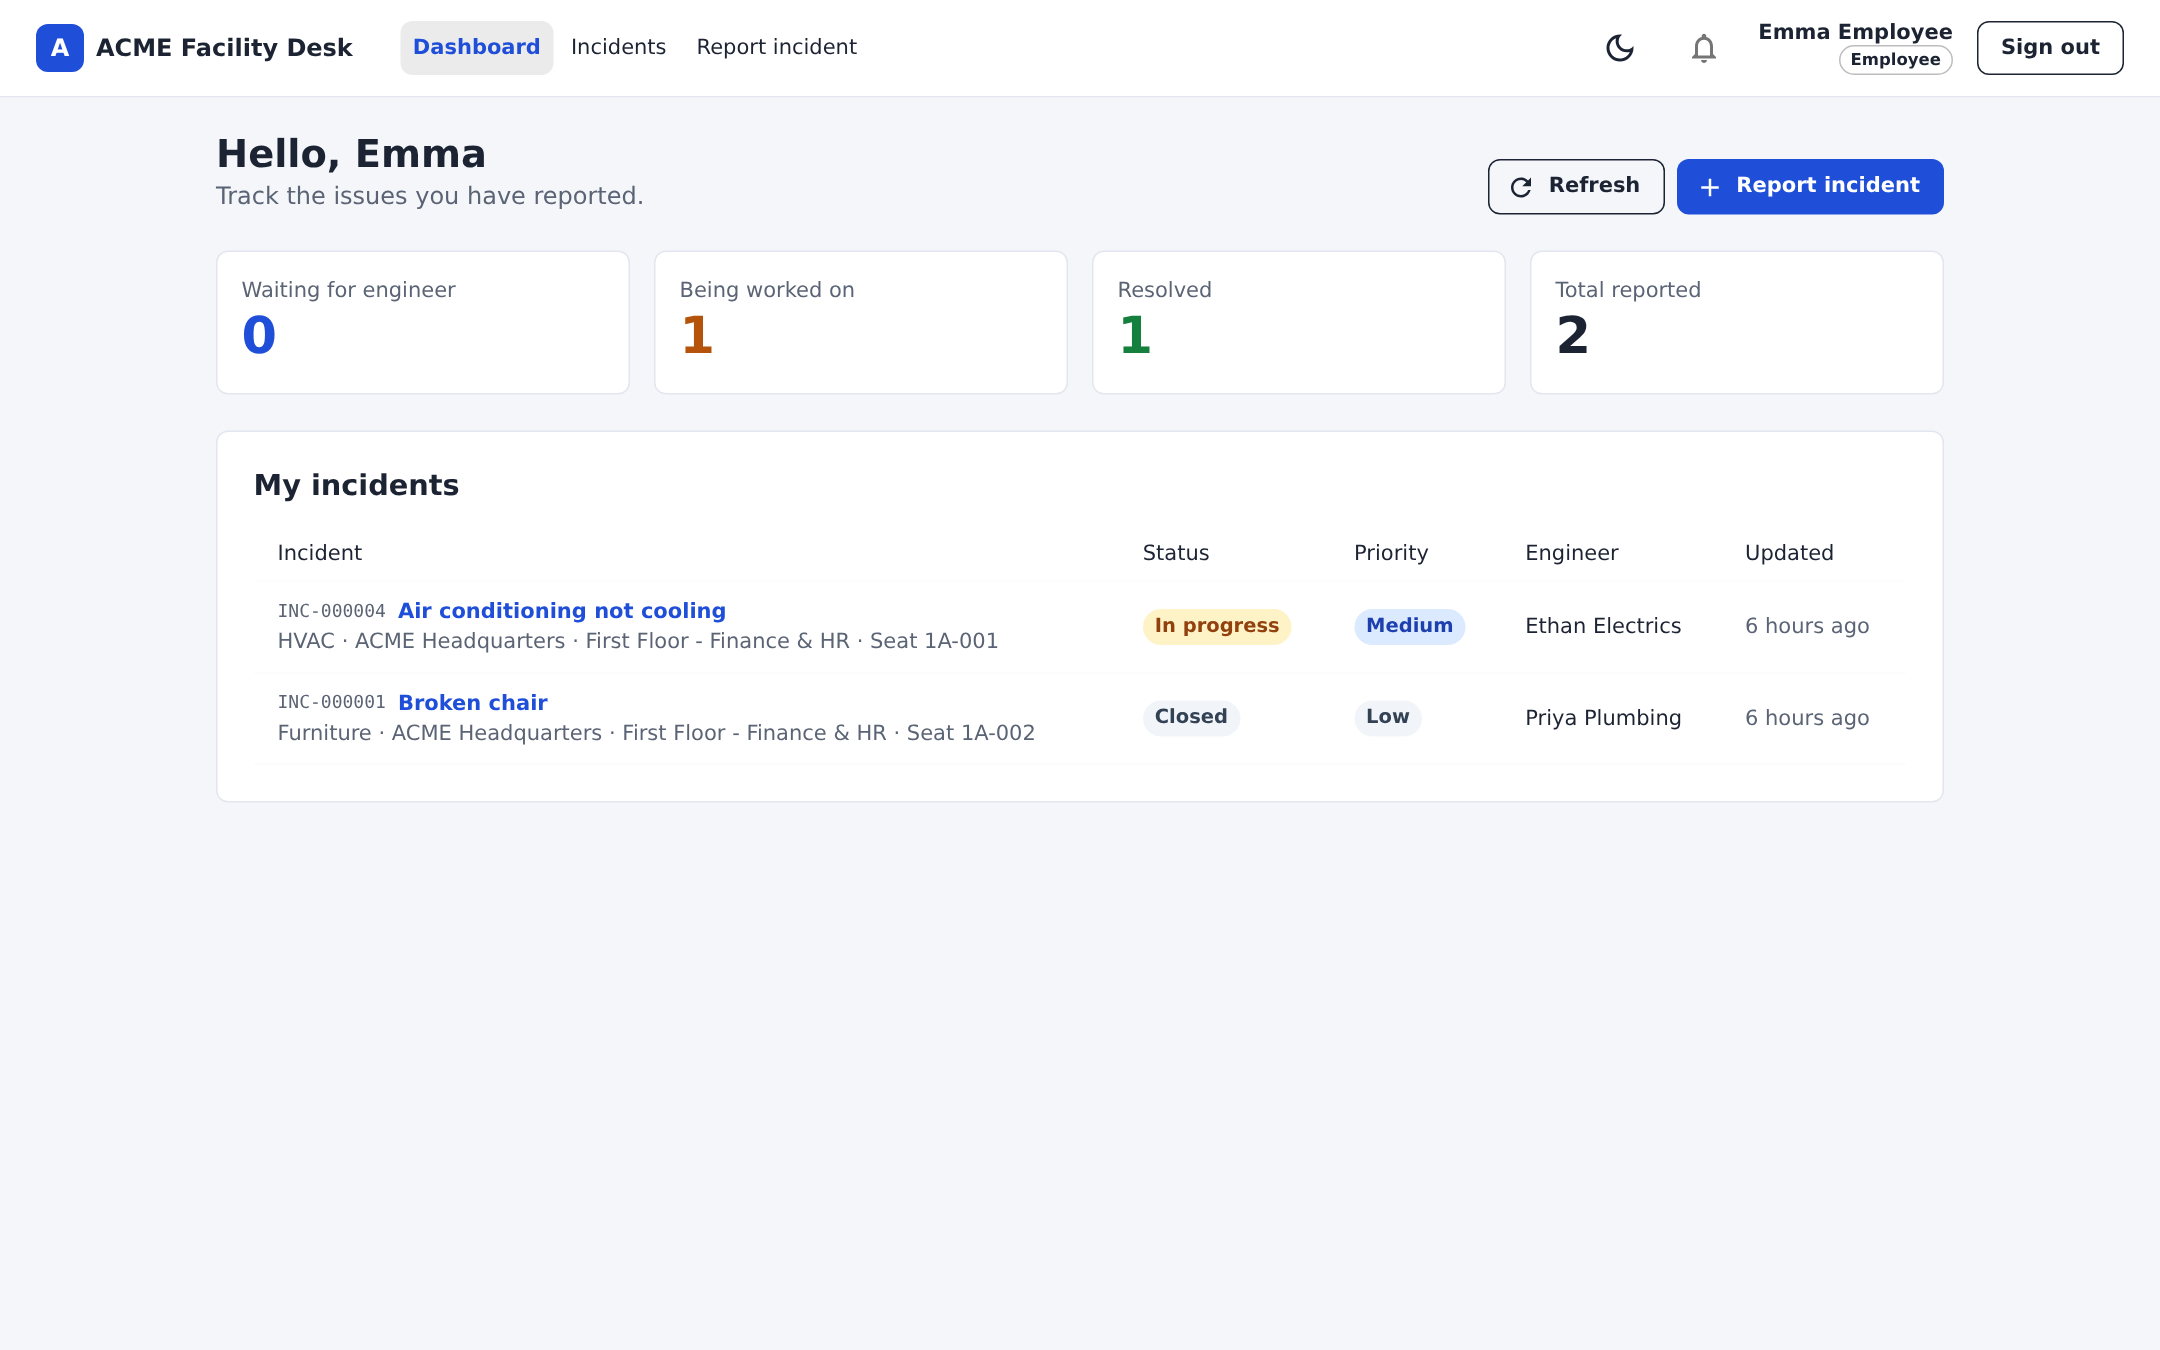 A ACME Facility Desk Dashboard Incidents Report incident Emma Employee Employee Sign out
Hello, Emma
Track the issues you have reported.
Refresh Report incident
Waiting for engineer Being worked on Resolved Total reported
0 1 1 2
My incidents
Incident Status Priority Engineer Updated
INC-000004 Air conditioning not cooling
HVAC · ACME Headquarters · First Floor - Finance & HR · Seat 1A-001
In progress Medium Ethan Electrics 6 hours ago
INC-000001 Broken chair
Furniture · ACME Headquarters · First Floor - Finance & HR · Seat 1A-002
Closed Low Priya Plumbing 6 hours ago